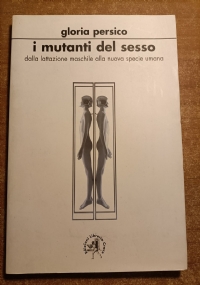 gloria persico
i mutanti del sesso
dalla lattazione maschile alla nuova specie umana